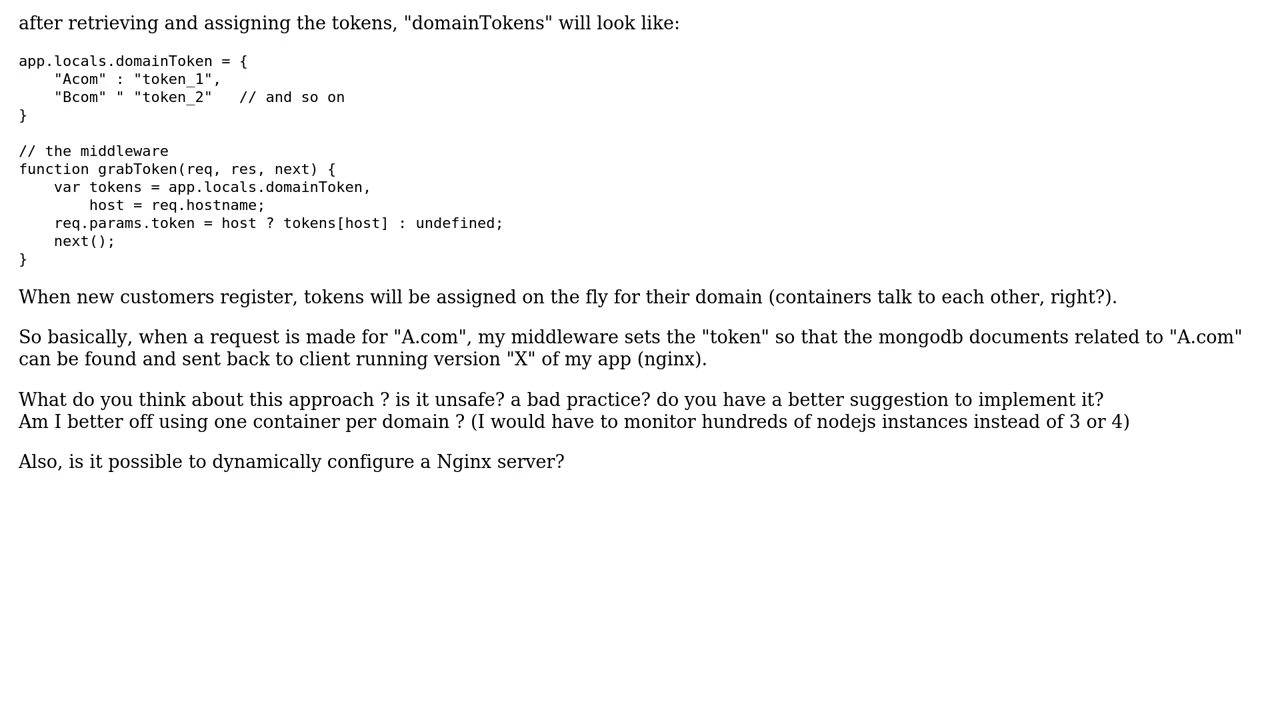 after retrieving and assigning the tokens, "domainTokens" will look like:
app.locals.domainToken = {
    "Acom" : "token_1",
    "Bcom" " "token_2"   // and so on
}
// the middleware
function grabToken(req, res, next) {
    var tokens = app.locals.domainToken,
        host = req.hostname;
    req.params.token = host ? tokens[host] : undefined;
    next();
}
When new customers register, tokens will be assigned on the fly for their domain (containers talk to each other, right?).
So basically, when a request is made for "A.com", my middleware sets the "token" so that the mongodb documents related to "A.com"
can be found and sent back to client running version "X" of my app (nginx).
What do you think about this approach ? is it unsafe? a bad practice? do you have a better suggestion to implement it?
Am I better off using one container per domain ? (I would have to monitor hundreds of nodejs instances instead of 3 or 4)
Also, is it possible to dynamically configure a Nginx server?